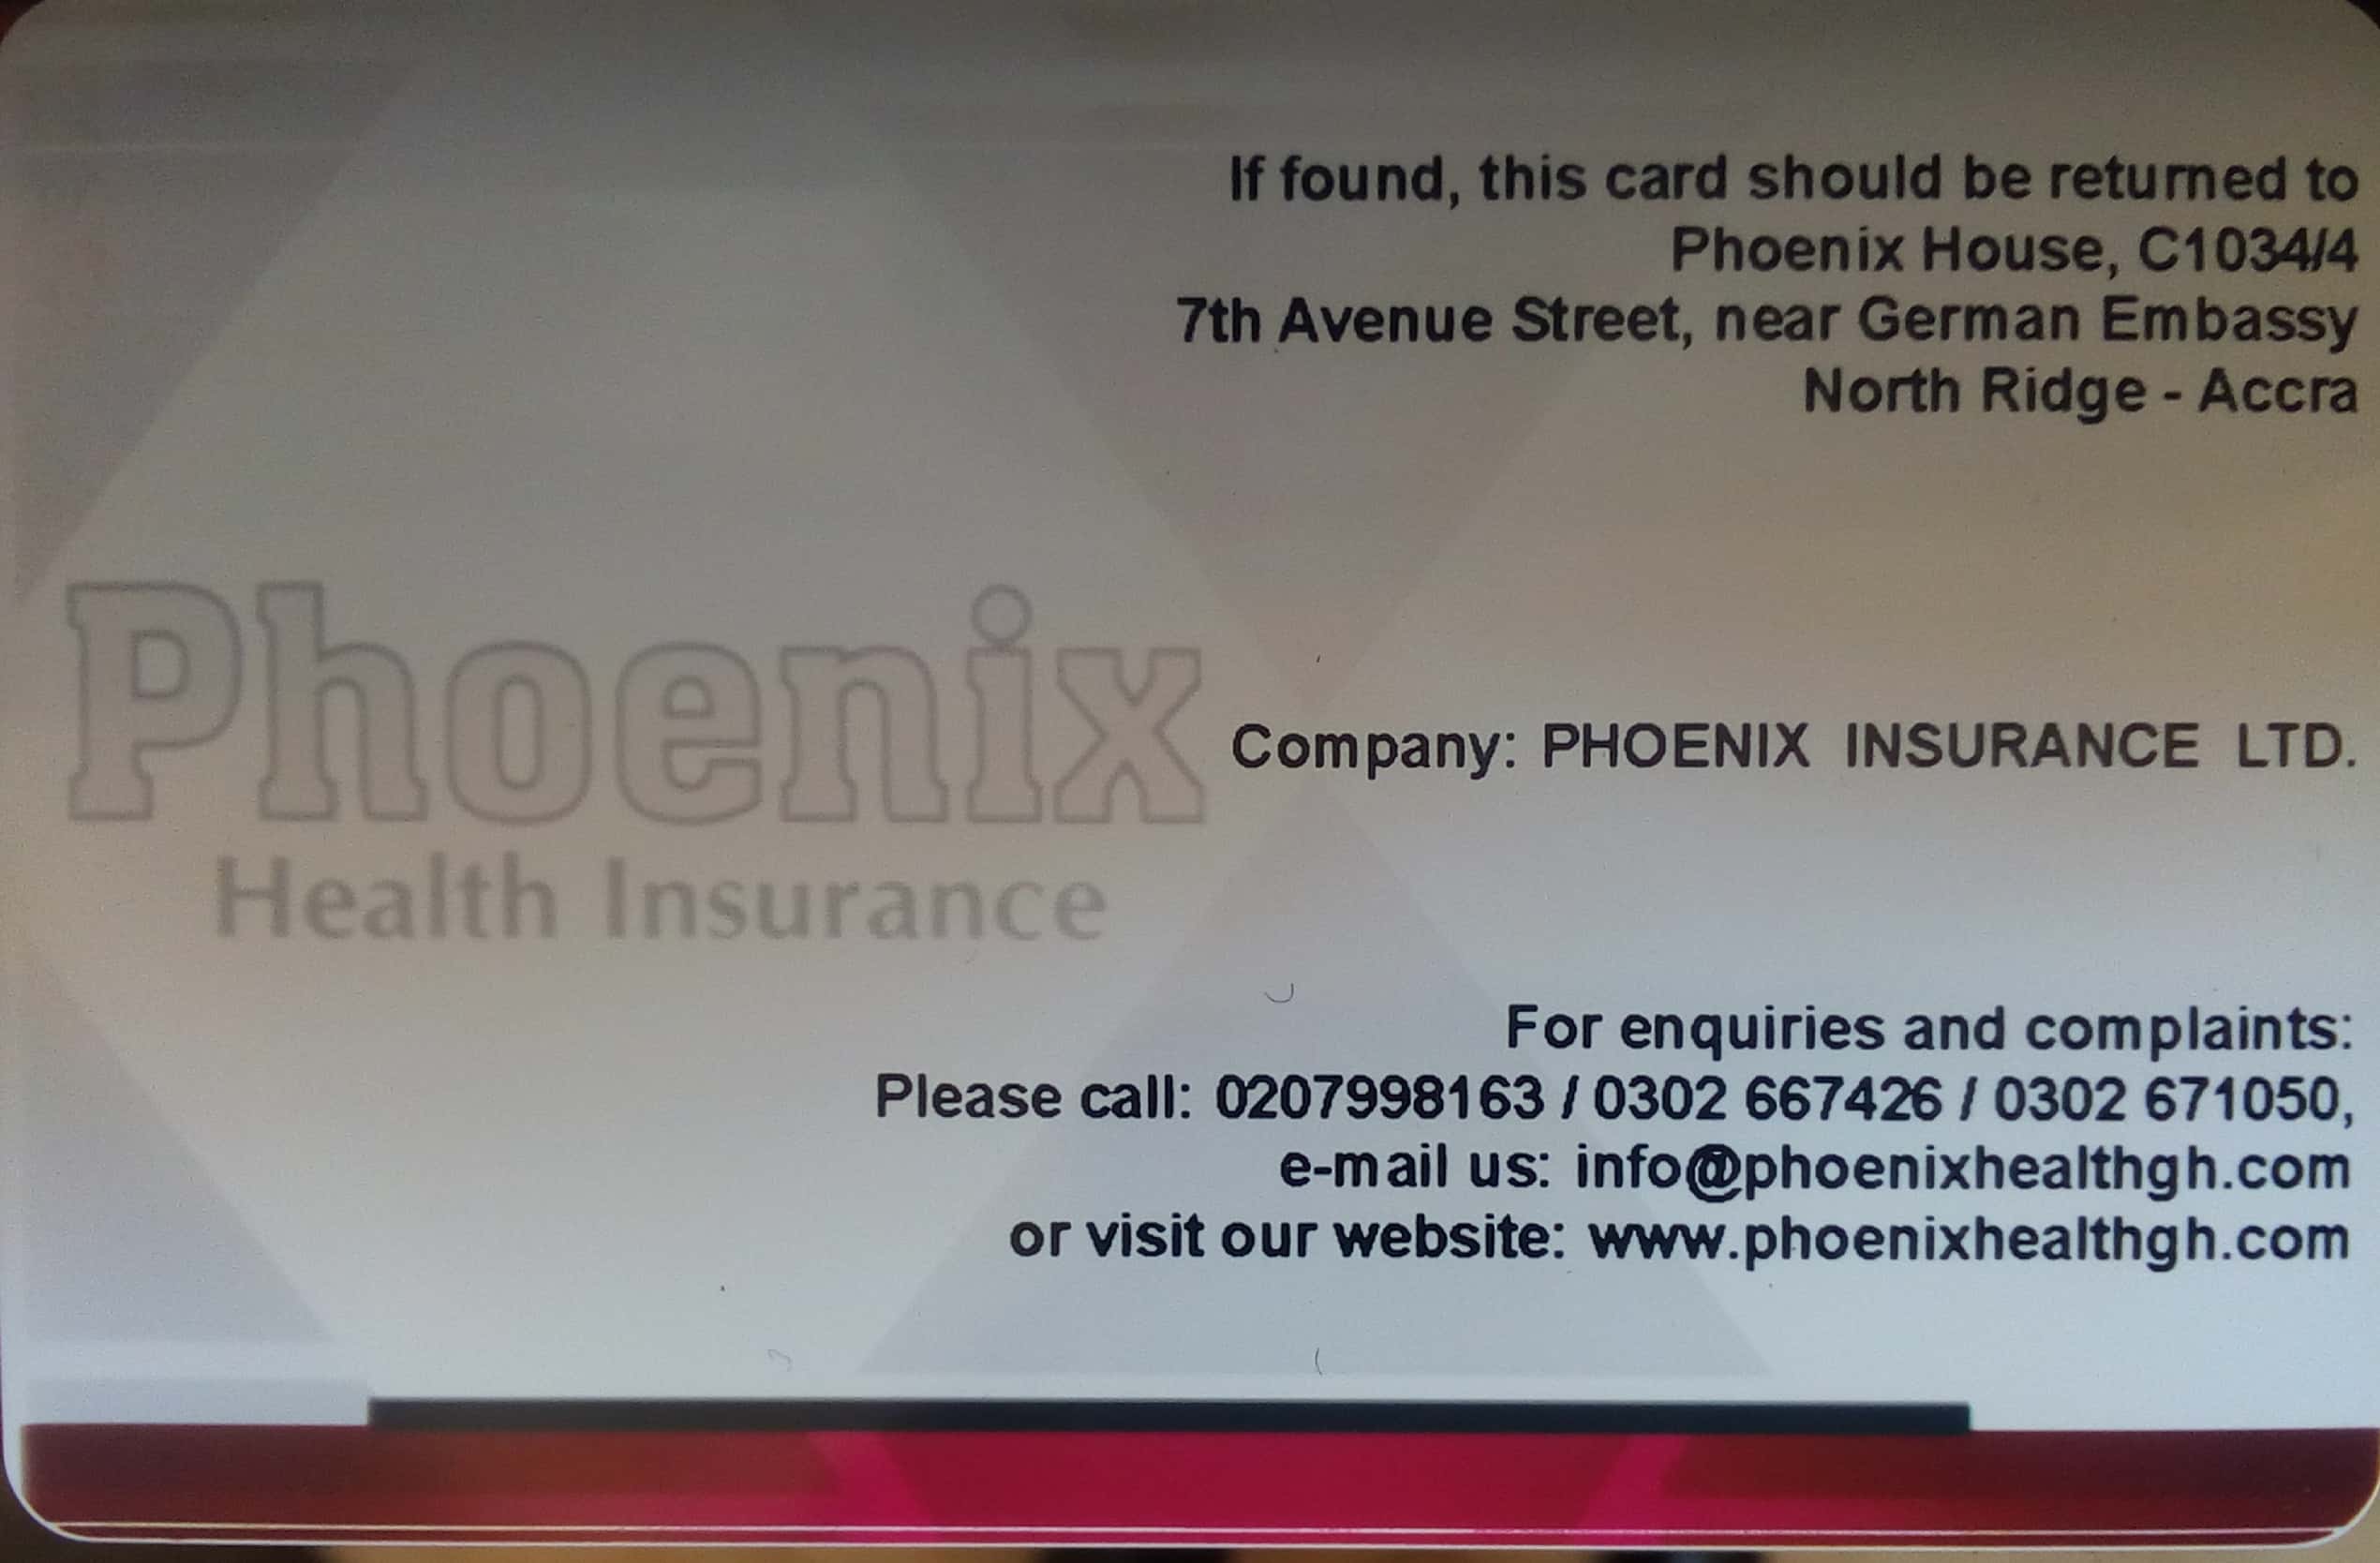 If found, this card should be returned to
Phoenix House, C1034/4
7th Avenue Street, near German Embassy
North Ridge - Accra
Phoenix
Health Insurance
Company: PHOENIX INSURANCE LTD.
For enquiries and complaints:
Please call: 0207998163 / 0302 667426 / 0302 671050,
e-mail us: info@phoenixhealthgh.com
or visit our website: www.phoenixhealthgh.com